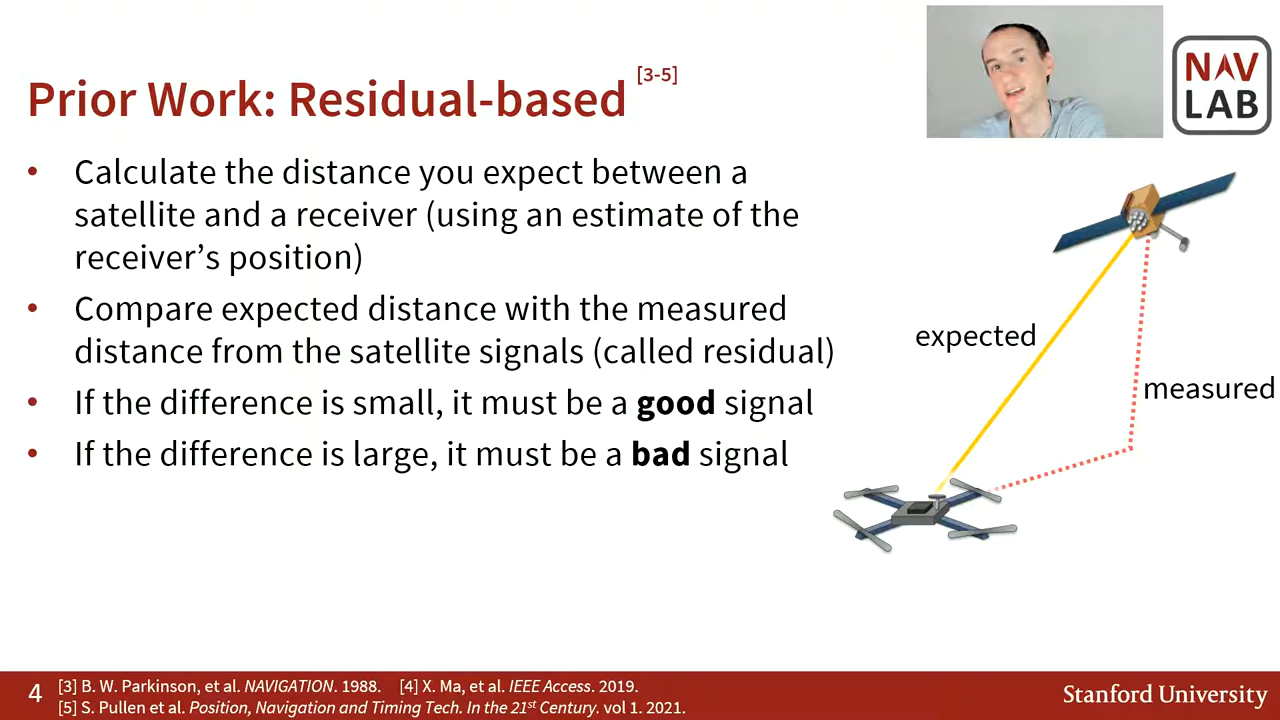 Prior Work: Residual-based [3-5]
NAV
LAB
• Calculate the distance you expect between a
satellite and a receiver (using an estimate of the
receiver’s position)
• Compare expected distance with the measured
distance from the satellite signals (called residual)
• If the difference is small, it must be a good signal
• If the difference is large, it must be a bad signal
expected
measured
4
[3] B. W. Parkinson, et al. NAVIGATION. 1988. [4] X. Ma, et al. IEEE Access. 2019.
[5] S. Pullen et al. Position, Navigation and Timing Tech. In the 21st Century. vol 1. 2021.
Stanford University